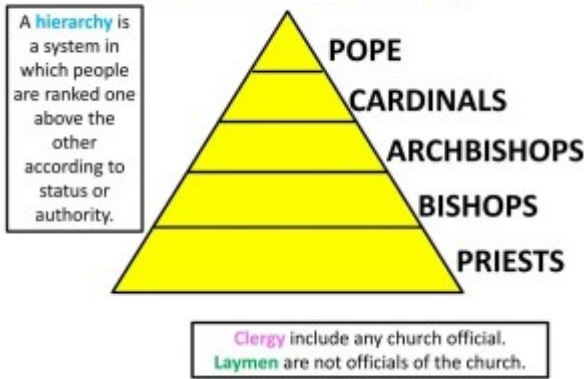 A hierarchy is
a system in
which people
are ranked one
above the
other
according to
status or
authority.
POPE
CARDINALS
ARCHBISHOPS
BISHOPS
PRIESTS
Clergy include any church official.
Laymen are not officials of the church.